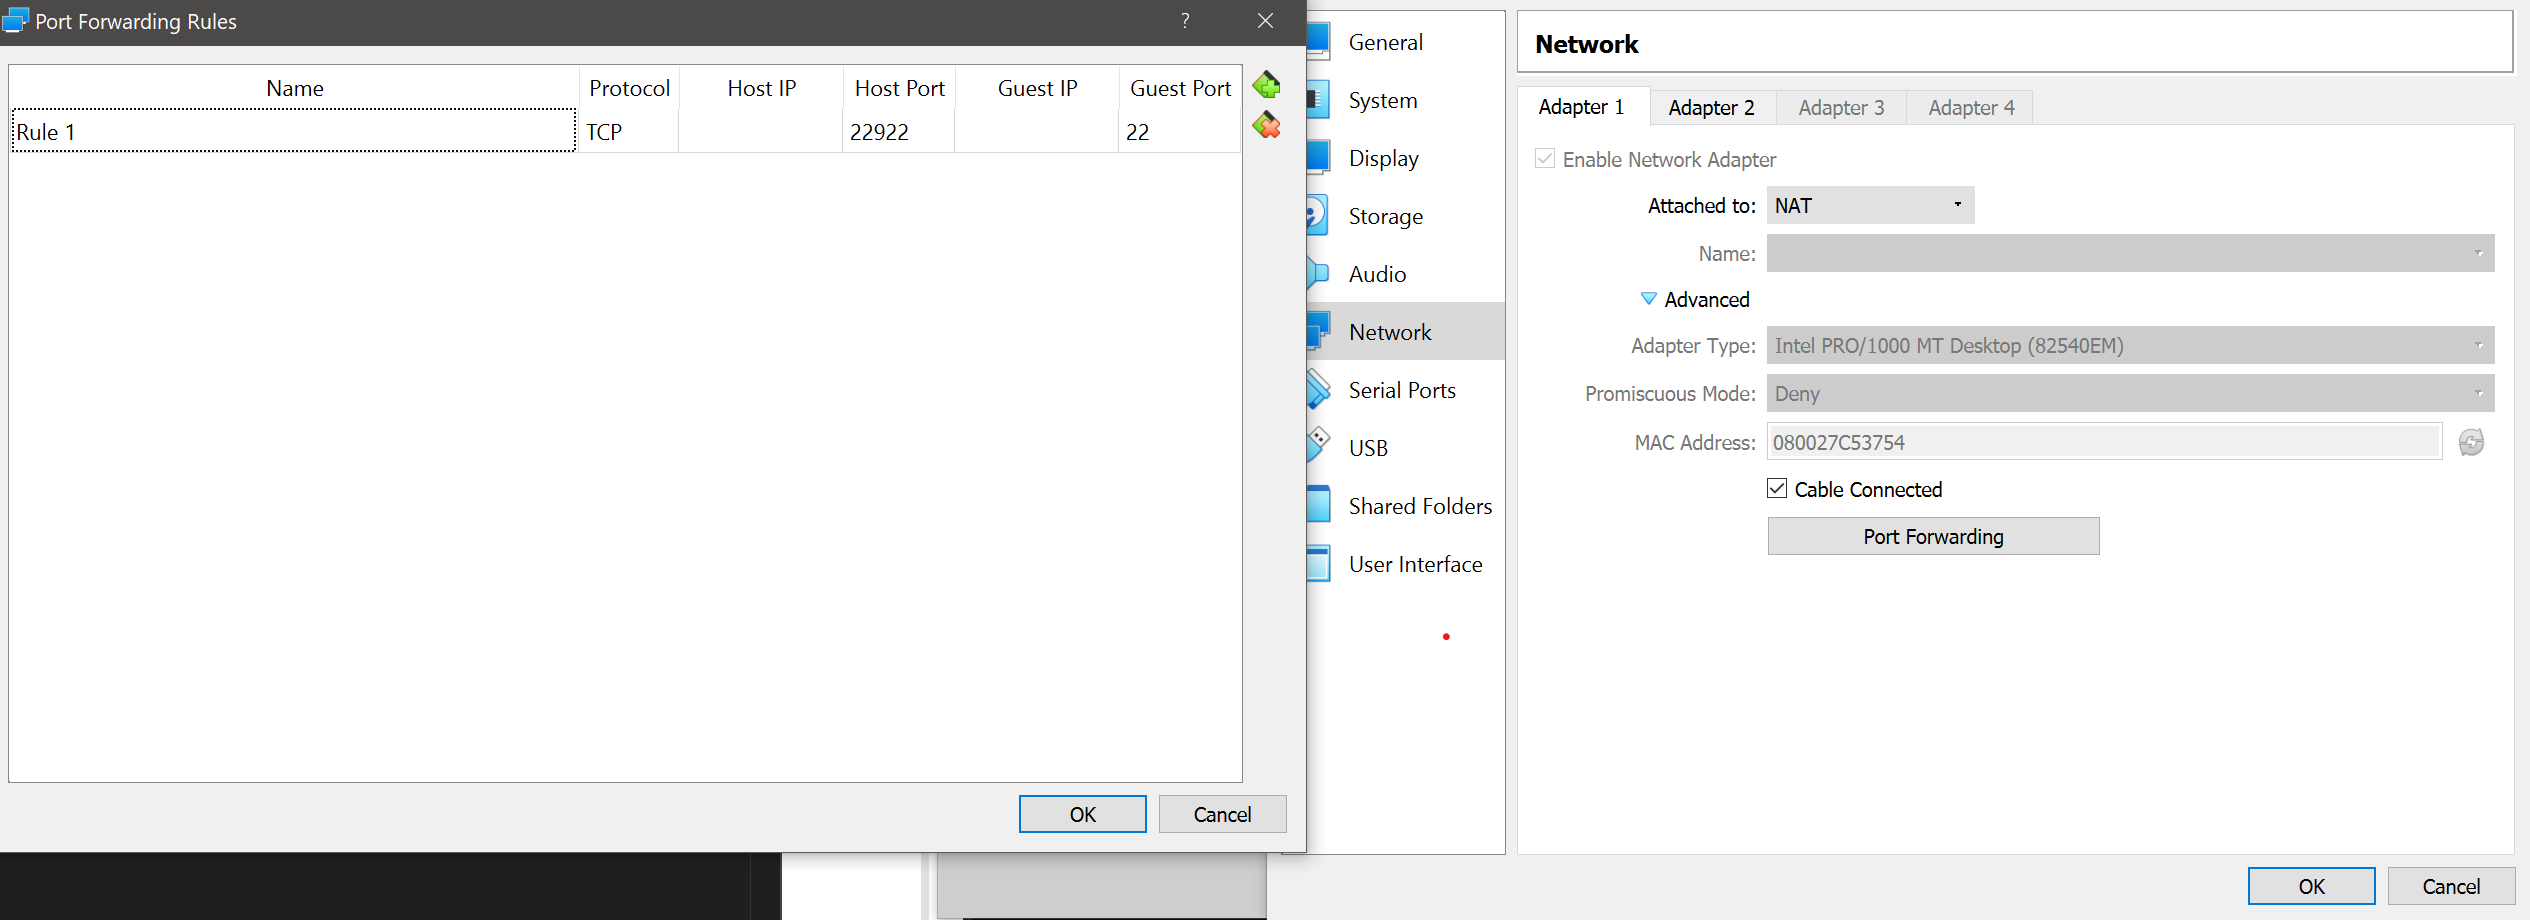 Port Forwarding Rules
?
Name Protocol Host IP Host Port Guest IP Guest Port
Rule 1 TCP 22922 22
OK Cancel
General
System
Display
Storage
Audio
Network
Serial Ports
USB
Shared Folders
User Interface
Network
Adapter 1 Adapter 2 Adapter 3 Adapter 4
Enable Network Adapter
Attached to: NAT
Name:
Advanced
Adapter Type: Intel PRO/1000 MT Desktop (82540EM)
Promiscuous Mode: Deny
MAC Address: 080027C53754
Cable Connected
Port Forwarding
OK Cancel